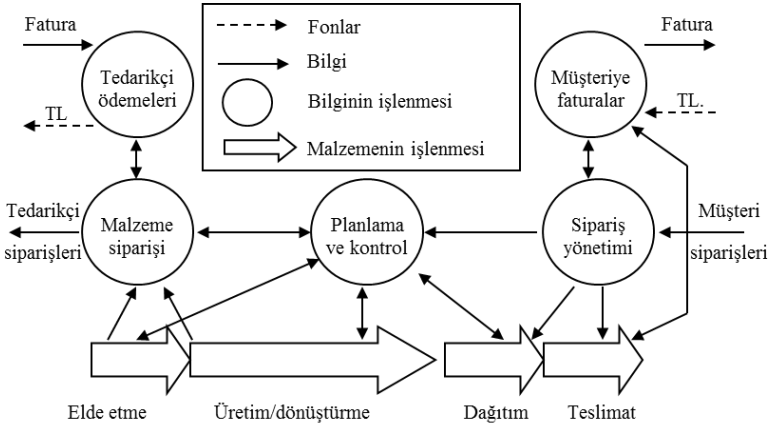 Fatura
Fonlar
Fatura
Bilgi
Tedarikçi
ödemeleri
Müşteriye
faturalar
Bilginin işlenmesi
TL
TL.
Malzemenin işlenmesi
Tedarikçi
siparişleri
Malzeme
siparişi
Planlama
ve kontrol
Sipariş
yönetimi
Müşteri
siparişleri
Elde etme
Üretim/dönüştürme
Dağıtım
Teslimat